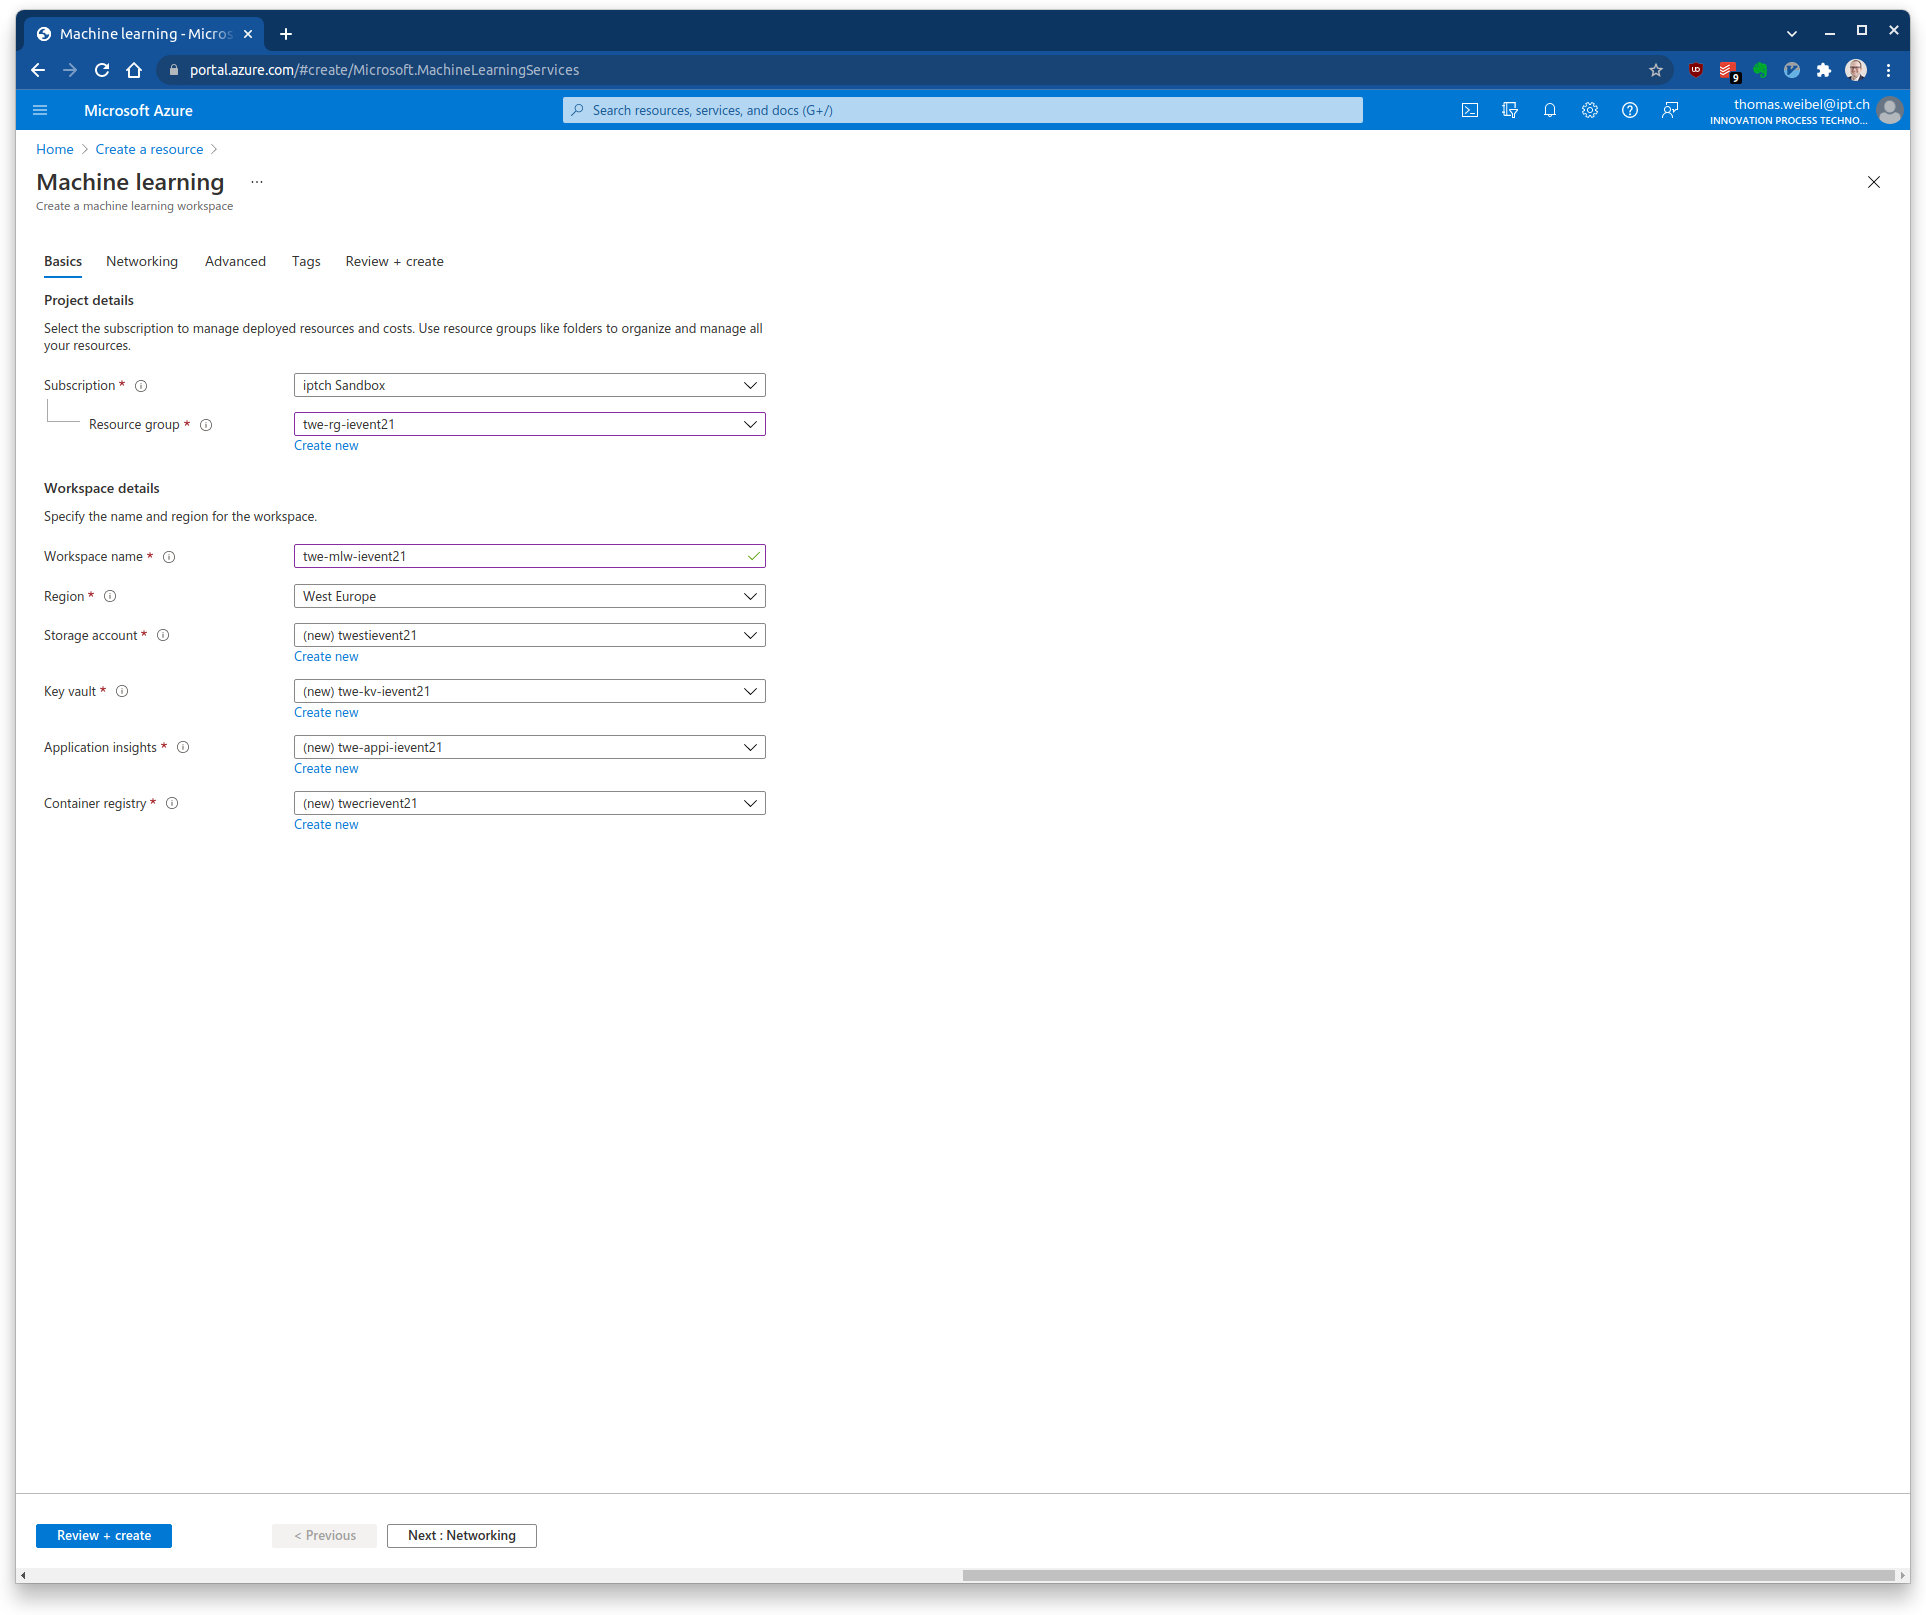 Machine learning - Micros
portal.azure.com/#create/Microsoft.MachineLearningServices
9
Microsoft Azure
Search resources, services, and docs (G+/)
thomas.weibel@ipt.ch
INNOVATION PROCESS TECHNO...
Home > Create a resource >
Machine learning ...
Create a machine learning workspace
Basics Networking Advanced Tags Review + create
Project details
Select the subscription to manage deployed resources and costs. Use resource groups like folders to organize and manage all
your resources.
Subscription * iptch Sandbox
Resource group * twe-rg-ievent21
Create new
Workspace details
Specify the name and region for the workspace.
Workspace name * twe-mlw-ievent21
Region * West Europe
Storage account * (new) twestievent21
Create new
Key vault * (new) twe-kv-ievent21
Create new
Application insights * (new) twe-appi-ievent21
Create new
Container registry * (new) twecrievent21
Create new
Review + create < Previous Next : Networking